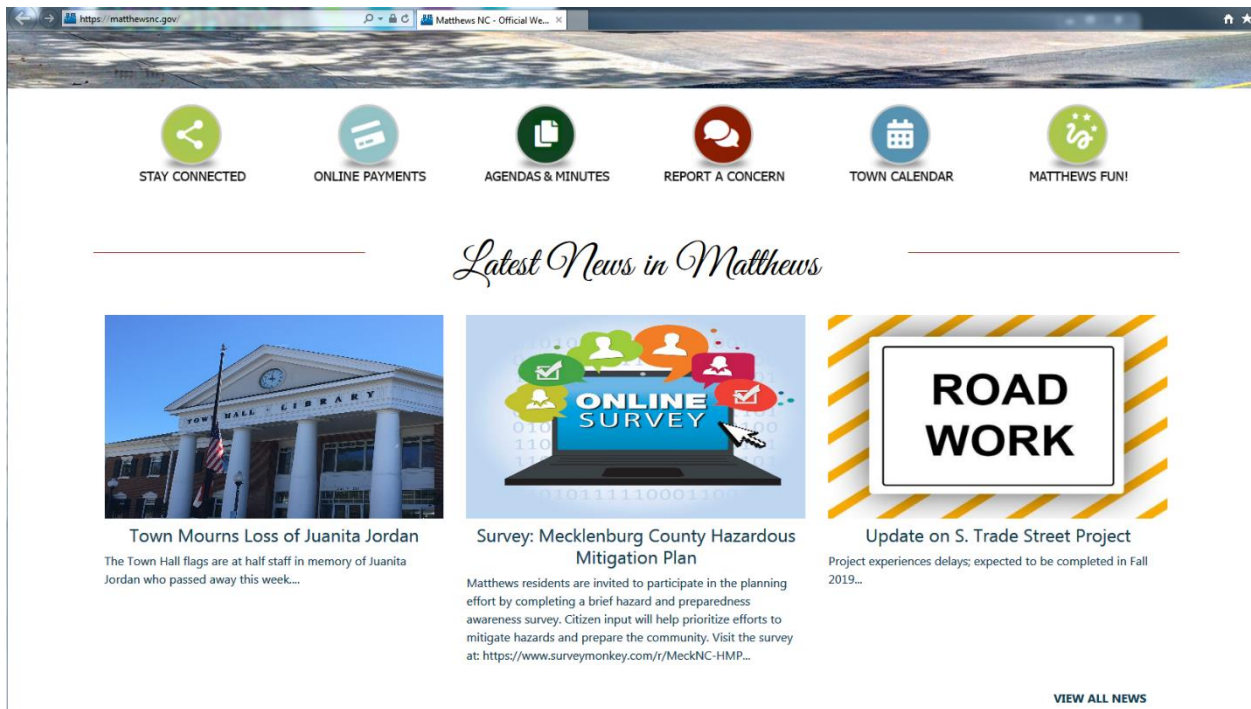 https://matthewsnc.gov/
Matthews NC - Official We...
STAY CONNECTED
ONLINE PAYMENTS
AGENDAS & MINUTES
REPORT A CONCERN
TOWN CALENDAR
MATTHEWS FUN!
Latest News in Matthews
TOWN HALL - LIBRARY
Town Mourns Loss of Juanita Jordan
The Town Hall flags are at half staff in memory of Juanita
Jordan who passed away this week....
ONLINE
SURVEY
Survey: Mecklenburg County Hazardous
Mitigation Plan
Matthews residents are invited to participate in the planning
effort by completing a brief hazard and preparedness
awareness survey. Citizen input will help prioritize efforts to
mitigate hazards and prepare the community. Visit the survey
at: https://www.surveymonkey.com/r/MeckNC-HMP...
ROAD
WORK
Update on S. Trade Street Project
Project experiences delays; expected to be completed in Fall
2019...
VIEW ALL NEWS